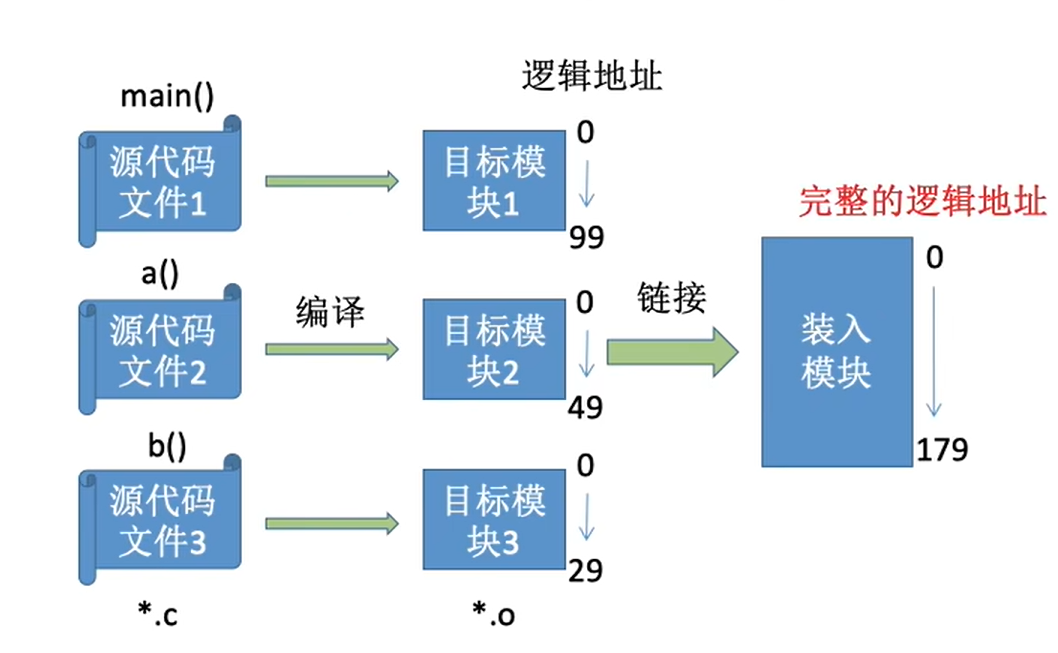 逻辑地址
main()
源代码
文件1
目标模
块1
0
99
完整的逻辑地址
a()
源代码
文件2
编译
目标模
块2
0
49
链接
装入
模块
0
179
b()
源代码
文件3
目标模
块3
0
29
*.c
*.o